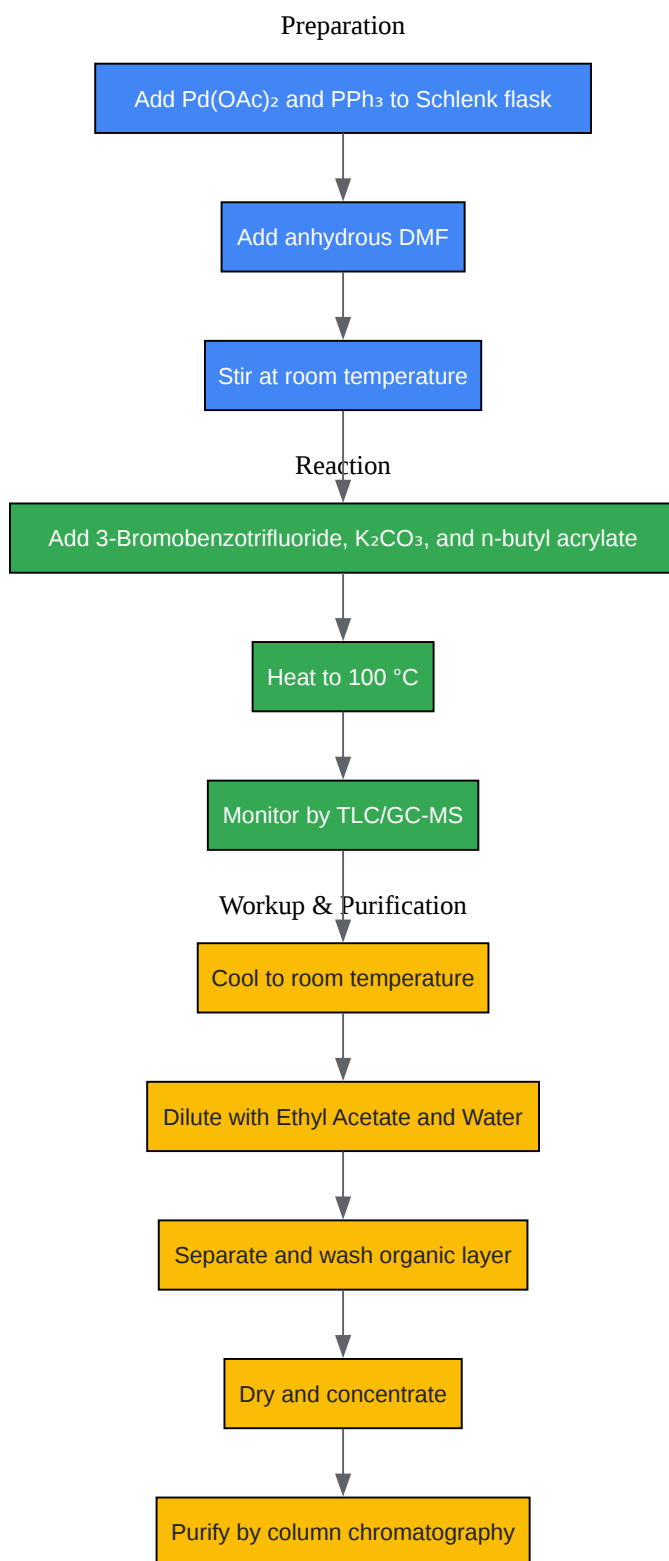 Preparation
Add Pd(OAc)₂ and PPh₃ to Schlenk flask
Add anhydrous DMF
Stir at room temperature
Reaction
Add 3-Bromobenzotrifluoride, K₂CO₃, and n-butyl acrylate
Heat to 100 °C
Monitor by TLC/GC-MS
Workup & Purification
Cool to room temperature
Dilute with Ethyl Acetate and Water
Separate and wash organic layer
Dry and concentrate
Purify by column chromatography